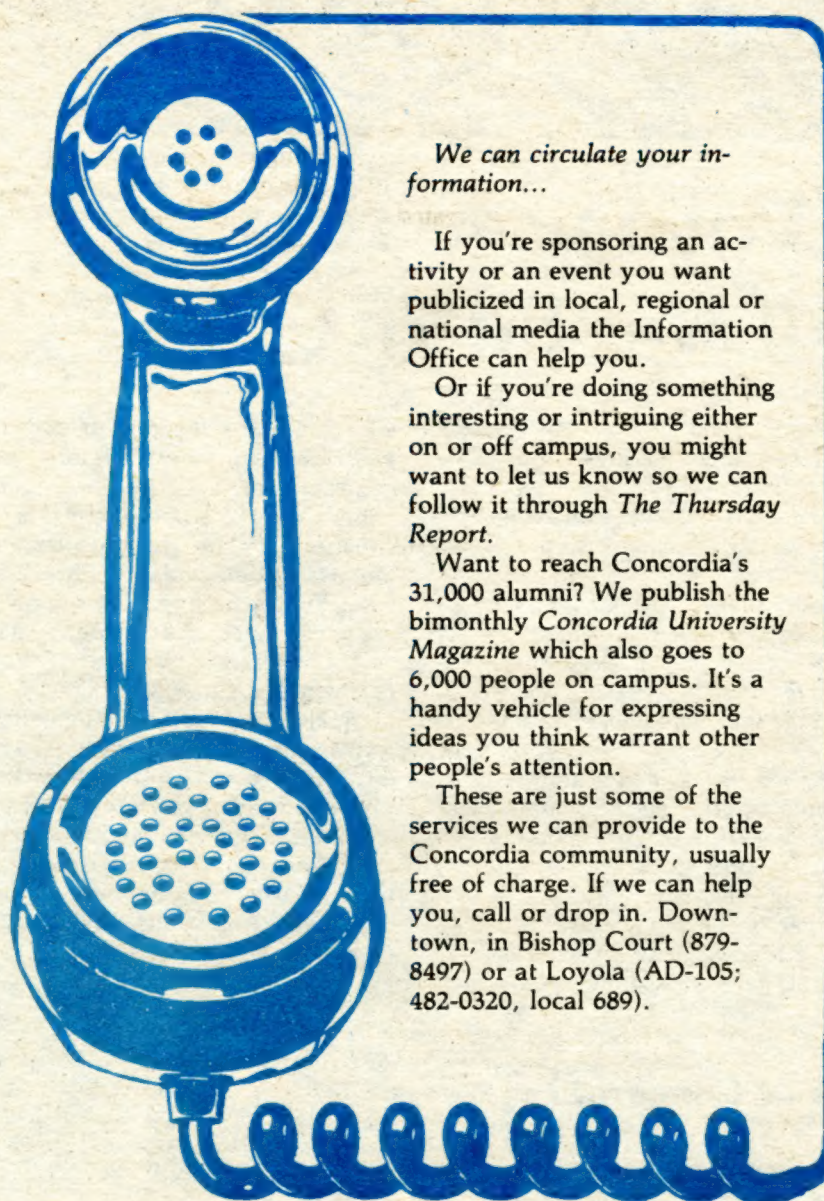 We can circulate your in-
formation...
If you're sponsoring an ac-
tivity or an event you want
publicized in local, regional or
national media the Information
Office can help you.
Or if you're doing something
interesting or intriguing either
on or off campus, you might
want to let us know so we can
follow it through The Thursday
Report.
Want to reach Concordia's
31,000 alumni? We publish the
bimonthly Concordia University
Magazine which also goes to
6,000 people on campus. It's a
handy vehicle for expressing
ideas you think warrant other
people's attention.
These are just some of the
services we can provide to the
Concordia community, usually
free of charge. If we can help
you, call or drop in. Down-
town, in Bishop Court (879-
8497) or at Loyola (AD-105;
482-0320, local 689).